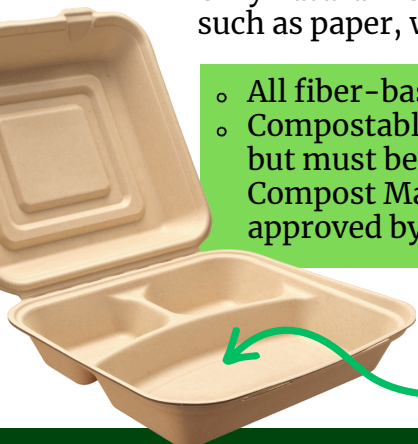 such as paper, w
All fiber-bas
Compostabl
but must be
Compost Ma
approved by